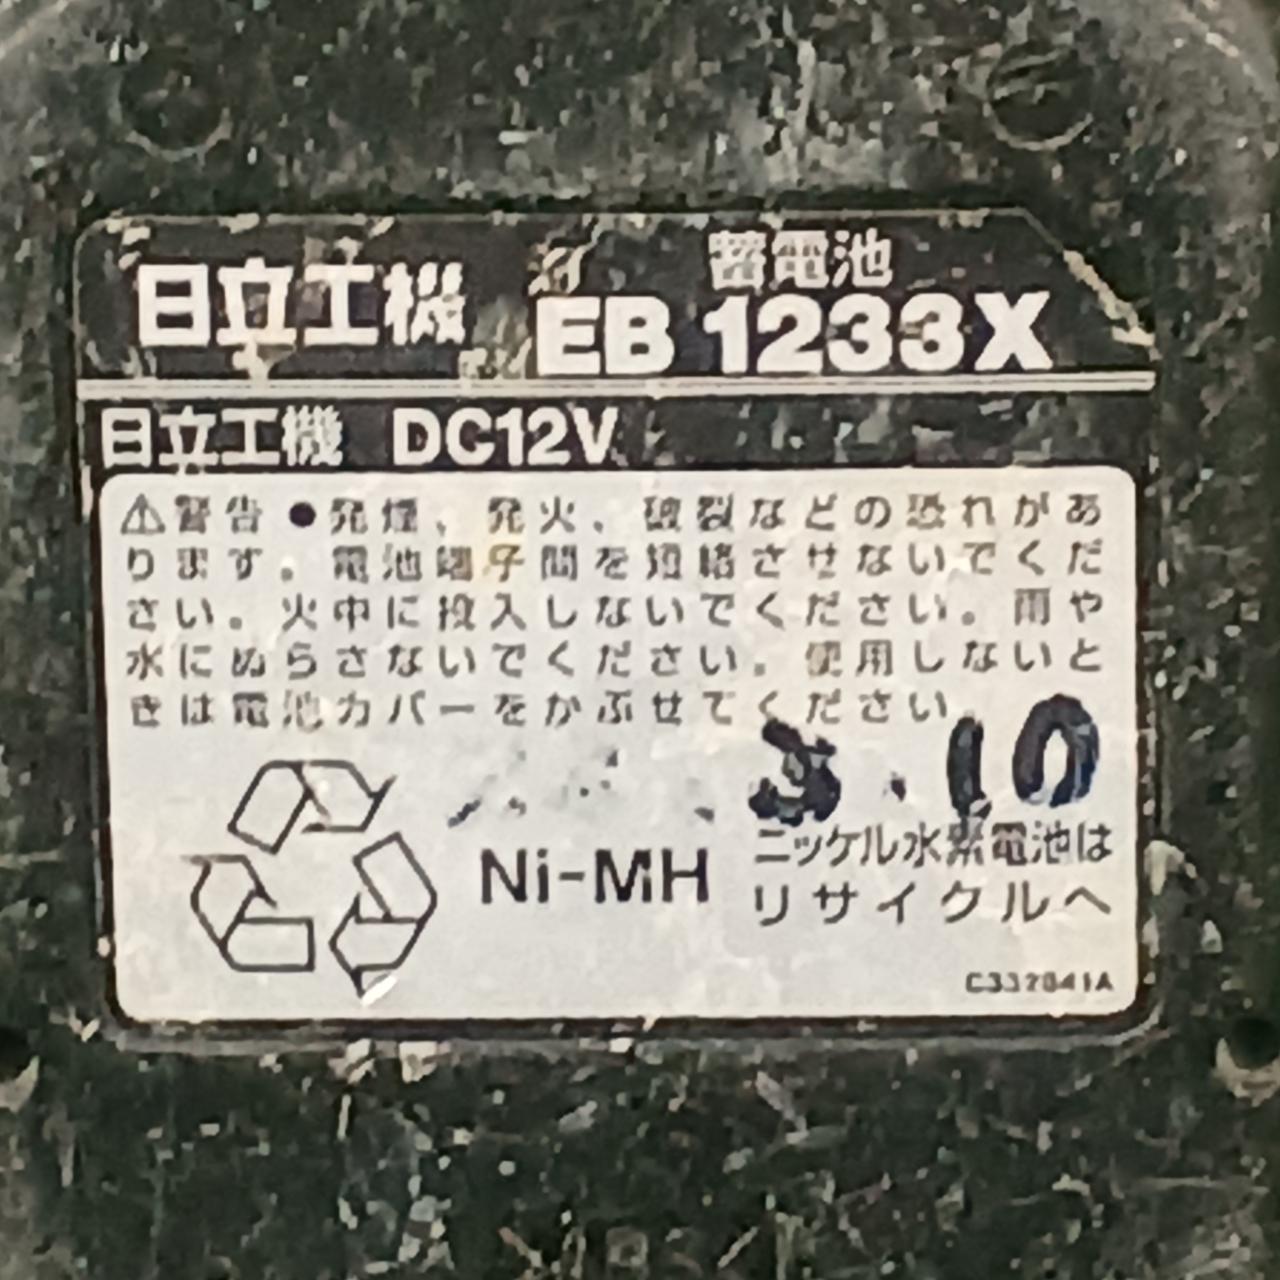 蓄電池
日立工機 EB 1233X
日立工機 DC12V
⚠警告 ●発煙、発火、破裂などの恐れがあ
ります。電池端子間を短絡させないでくだ
さい。火中に投入しないでください。雨や
水にぬらさないでください。使用しないと
きは電池カバーをかぶせてください。
3.10
Ni-MH
ニッケル水素電池は
リサイクルへ
C332041A